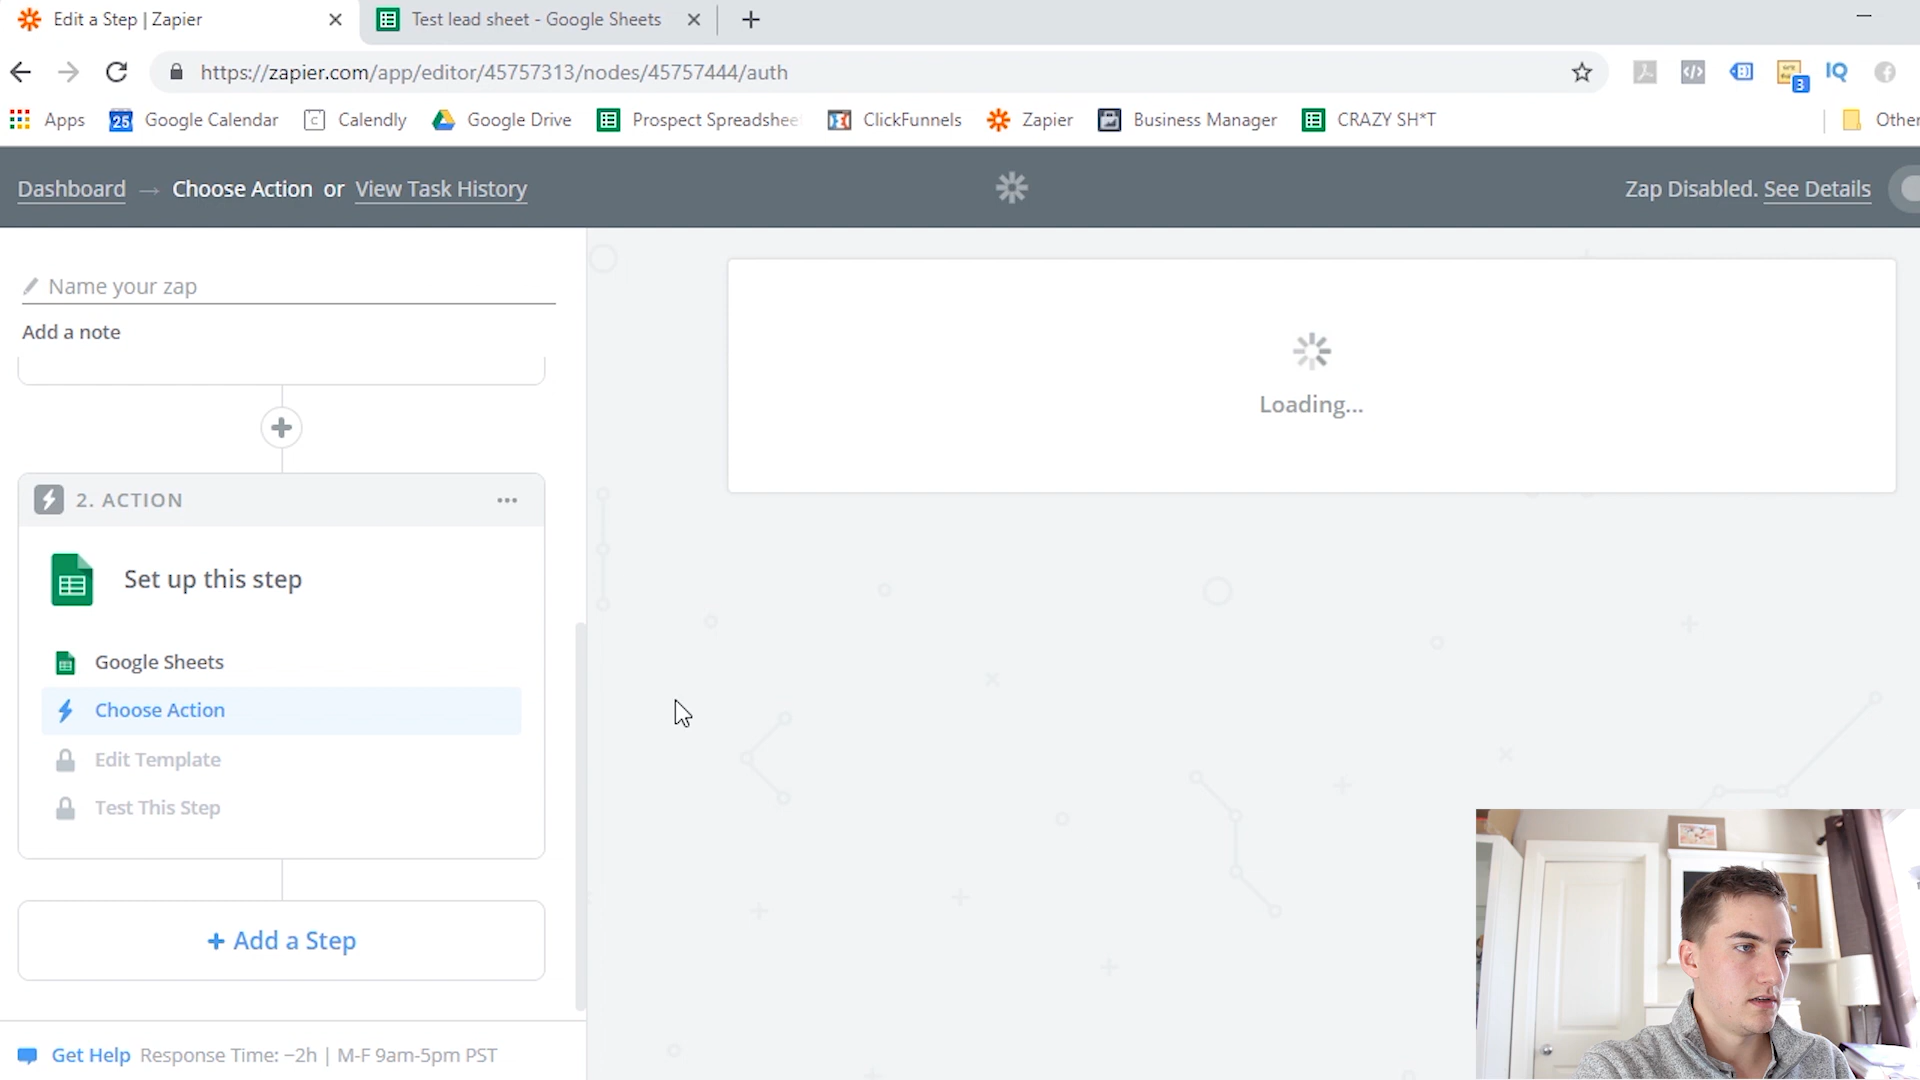 Edit a Step | Zapier
Test lead sheet - Google Sheets
https://zapier.com/app/editor/45757313/nodes/45757444/auth
3
Apps
25
Google Calendar
Calendly
Google Drive
Prospect Spreadshee
ClickFunnels
Zapier
Business Manager
CRAZY SH*T
Other
Dashboard → Choose Action or View Task History
Zap Disabled. See Details
Name your zap
Add a note
Loading...
2. ACTION
Set up this step
Google Sheets
Choose Action
Edit Template
Test This Step
+ Add a Step
Get Help Response Time: ~2h | M-F 9am-5pm PST